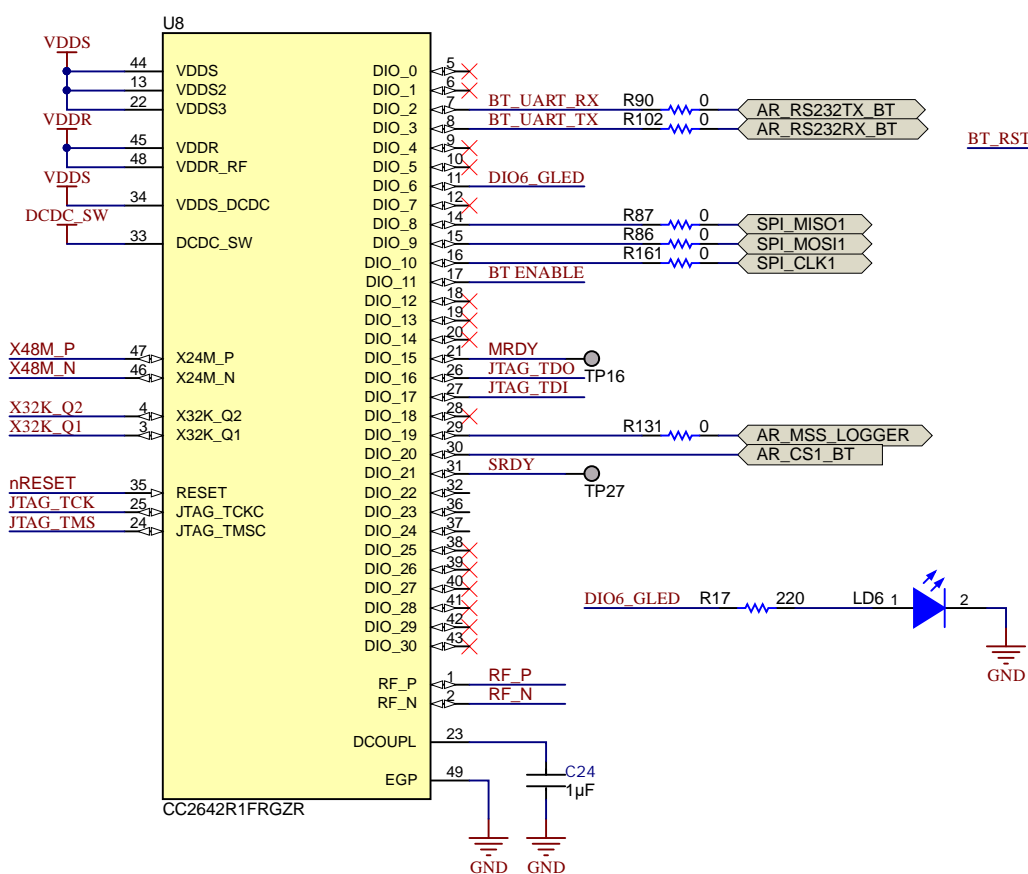 U8
VDDS
44 VDDS DIO_0 5
13 VDDS2 DIO_1 6
22 VDDS3 DIO_2 7 BT_UART_RX R90 0 AR_RS232TX_BT
VDDR
DIO_3 8 BT_UART_TX R102 0 AR_RS232RX_BT
45 VDDR DIO_4 9 BT_RST
48 VDDR_RF DIO_5 10
VDDS
DIO_6 11 DIO6_GLED
34 VDDS_DCDC DIO_7 12
DCDC_SW
DIO_8 14 R87 0 SPI_MISO1
33 DCDC_SW DIO_9 15 R86 0 SPI_MOSI1
DIO_10 16 R161 0 SPI_CLK1
DIO_11 17 BT ENABLE
DIO_12 18
DIO_13 19
DIO_14 20
X48M_P 47 X24M_P DIO_15 21 MRDY TP16
X48M_N 46 X24M_N DIO_16 26 JTAG_TDO
DIO_17 27 JTAG_TDI
X32K_Q2 4 X32K_Q2 DIO_18 28
X32K_Q1 3 X32K_Q1 DIO_19 29 R131 0 AR_MSS_LOGGER
DIO_20 30 AR_CS1_BT
DIO_21 31 SRDY TP27
nRESET 35 RESET DIO_22 32
JTAG_TCK 25 JTAG_TCKC DIO_23 36
JTAG_TMS 24 JTAG_TMSC DIO_24 37
DIO_25 38
DIO_26 39
DIO_27 40
DIO_28 41 DIO6_GLED R17 220 LD6 1 2
DIO_29 42
DIO_30 43
GND
RF_P 1 RF_P
RF_N 2 RF_N
DCOUPL 23
C24
EGP 49
1µF
CC2642R1FRGZR
GND GND